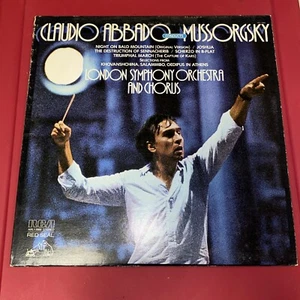 CLAUDIO ABBADO CONDUCTS MUSSORGSKY
NIGHT ON BALD MOUNTAIN (ORIGINAL VERSION) / JOSHUA
THE DESTRUCTION OF SENNACHERIB / SCHERZO IN B-FLAT
TRIUMPHAL MARCH (THE CAPTURE OF KARS)
SELECTIONS FROM
KHOVANSHCHINA, SALAMMBO, OEDIPUS IN ATHENS
LONDON SYMPHONY ORCHESTRA
AND CHORUS
RCA
RED SEAL